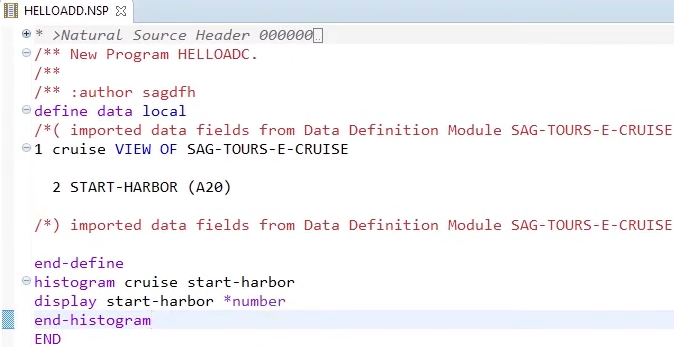 HELLOADD.NSP
* >Natural Source Header 000000..
/** New Program HELLOADC.
/**
/** :author sagdfh
define data local
/*( imported data fields from Data Definition Module SAG-TOURS-E-CRUISE
1 cruise VIEW OF SAG-TOURS-E-CRUISE
2 START-HARBOR (A20)
/*) imported data fields from Data Definition Module SAG-TOURS-E-CRUISE
end-define
histogram cruise start-harbor
display start-harbor *number
end-histogram
END